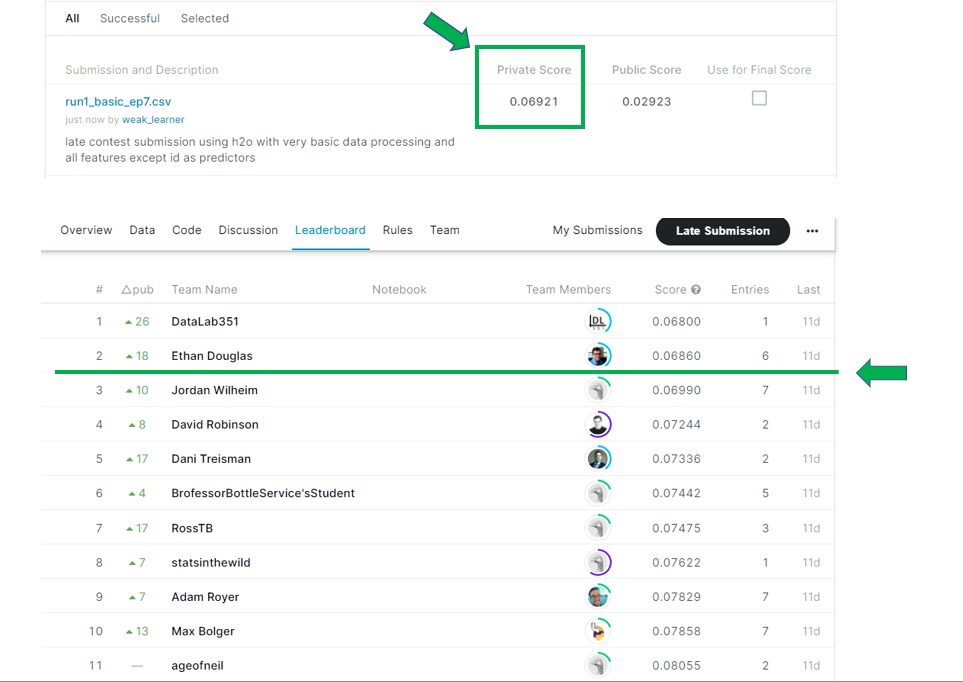 All Successful Selected
Submission and Description Private Score Public Score Use for Final Score
run1_basic_ep7.csv 0.06921 0.02923
just now by weak_learner
late contest submission using h2o with very basic data processing and
all features except id as predictors
Overview Data Code Discussion Leaderboard Rules Team My Submissions Late Submission ...
# △pub Team Name Notebook Team Members Score ? Entries Last
1 ▲ 26 DataLab351 DL 0.06800 1 11d
2 ▲ 18 Ethan Douglas 0.06860 6 11d
3 ▲ 10 Jordan Wilheim 0.06990 7 11d
4 ▲ 8 David Robinson 0.07244 2 11d
5 ▲ 17 Dani Treisman 0.07336 2 11d
6 ▲ 4 BrofessorBottleService'sStudent 0.07442 5 11d
7 ▲ 17 RossTB 0.07475 3 11d
8 ▲ 7 statsinthewild 0.07622 1 11d
9 ▲ 7 Adam Royer 0.07829 7 11d
10 ▲ 13 Max Bolger 0.07858 7 11d
11 — ageofneil 0.08055 2 11d